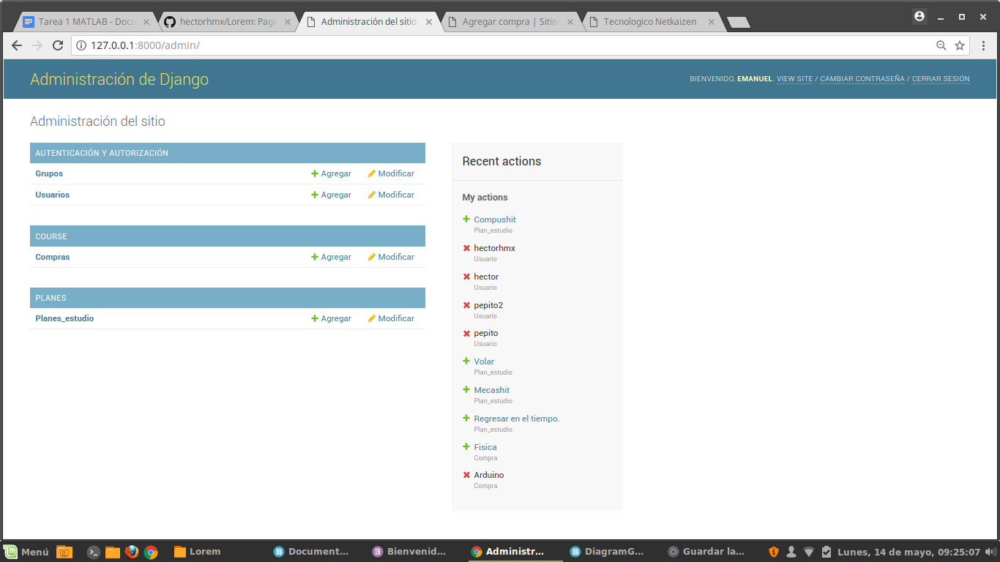 Tarea 1 MATLAB - Docu
hectorhmx/Lorem: Pagi
Administración del sitio
Agregar compra | Sitio
Tecnologico Netkaizen
127.0.0.1:8000/admin/
Administración de Django
BIENVENIDO, EMANUEL. VIEW SITE / CAMBIAR CONTRASEÑA / CERRAR SESIÓN
Administración del sitio
AUTENTICACIÓN Y AUTORIZACIÓN
Grupos Agregar Modificar
Usuarios Agregar Modificar
COURSE
Compras Agregar Modificar
PLANES
Planes_estudio Agregar Modificar
Recent actions
My actions
Compushit
Plan_estudio
hectorhmx
Usuario
hector
Usuario
pepito2
Usuario
pepito
Usuario
Volar
Plan_estudio
Mecashit
Plan_estudio
Regresar en el tiempo.
Plan_estudio
Fisica
Compra
Arduino
Compra
Menú Lorem Document... Bienvenid... Administr... DiagramG... Guardar la... Lunes, 14 de mayo, 09:25:07